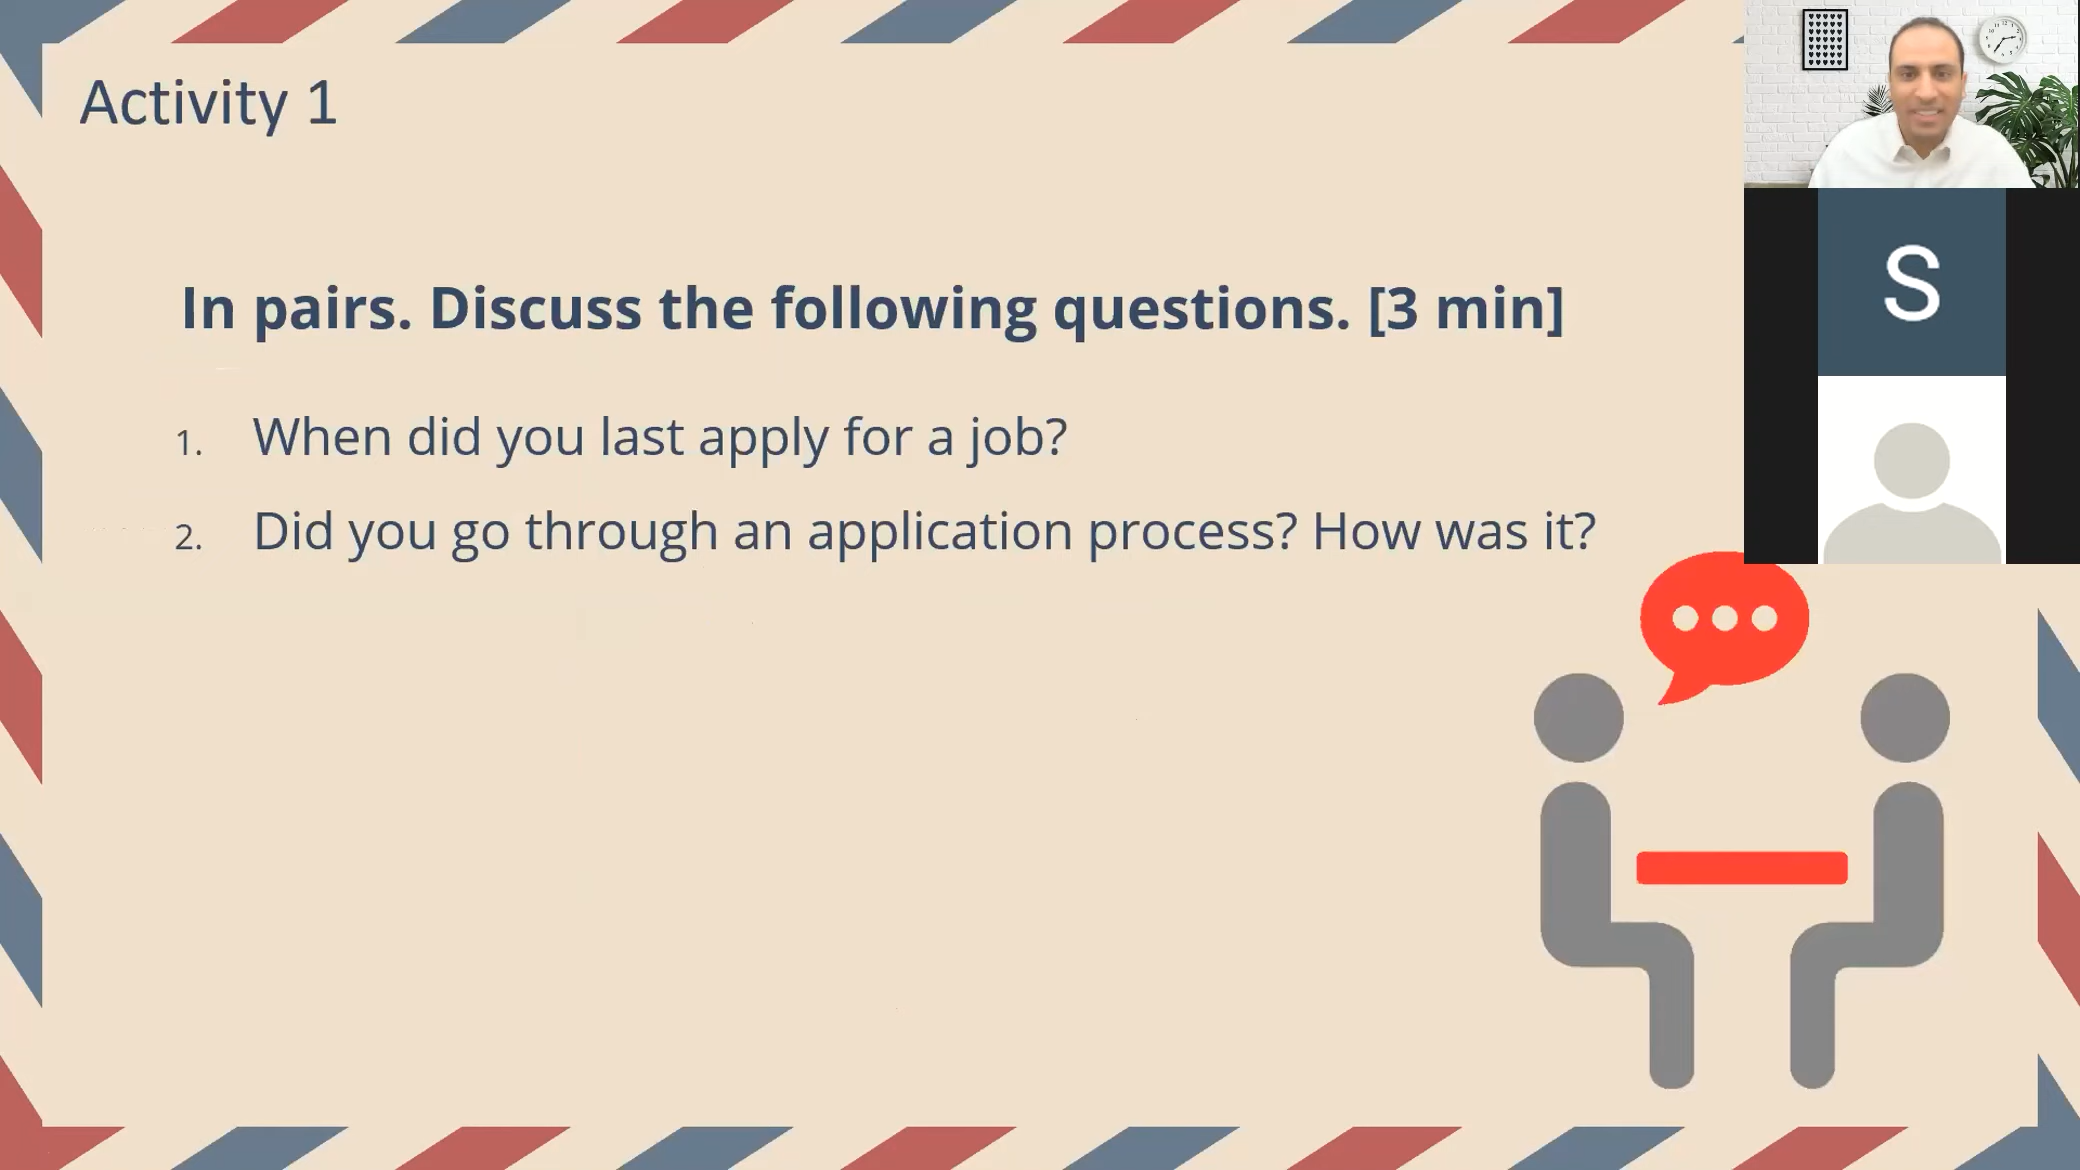 Activity 1
In pairs. Discuss the following questions. [3 min]
1. When did you last apply for a job?
2. Did you go through an application process? How was it?
S